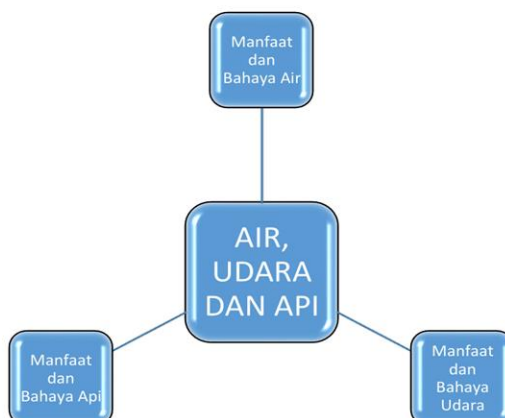 Manfaat
dan
Bahaya Air
AIR,
UDARA
DAN API
Manfaat
dan
Bahaya Api
Manfaat
dan
Bahaya
Udara